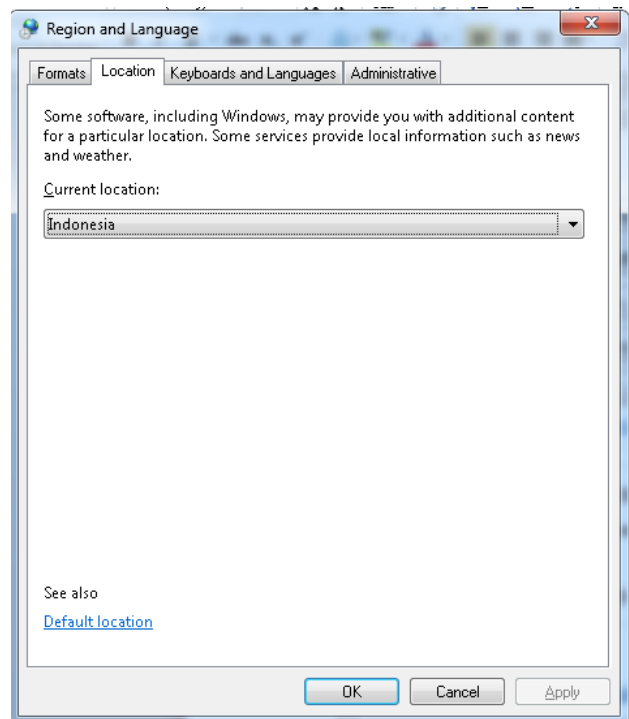 Region and Language
Formats Location Keyboards and Languages Administrative
Some software, including Windows, may provide you with additional content
for a particular location. Some services provide local information such as news
and weather.
Current location:
Indonesia
See also
Default location
OK Cancel Apply